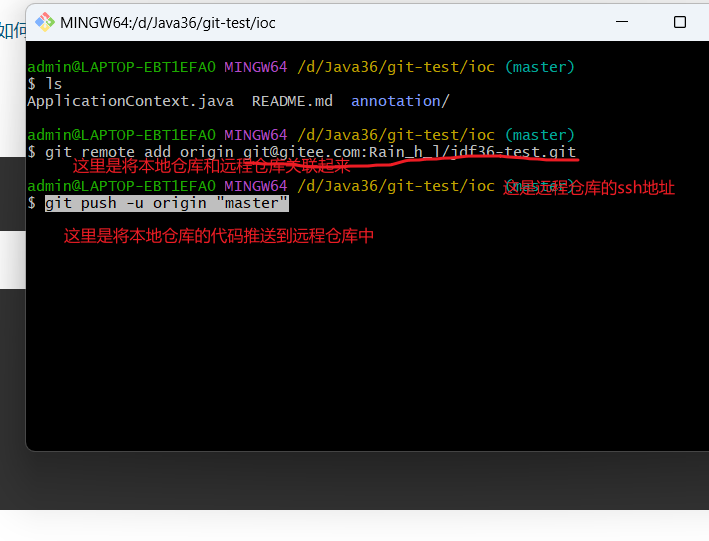 如何
MINGW64:/d/Java36/git-test/ioc
admin@LAPTOP-EBT1EFAO MINGW64 /d/Java36/git-test/ioc (master)
$ ls
ApplicationContext.java README.md annotation/
admin@LAPTOP-EBT1EFAO MINGW64 /d/Java36/git-test/ioc (master)
$ git remote add origin git@gitee.com:Rain_h_l/jdf36-test.git
这里是将本地仓库和远程仓库关联起来
admin@LAPTOP-EBT1EFAO MINGW64 /d/Java36/git-test/ioc (master)
这是远程仓库的ssh地址
$ git push -u origin "master"
这里是将本地仓库的代码推送到远程仓库中